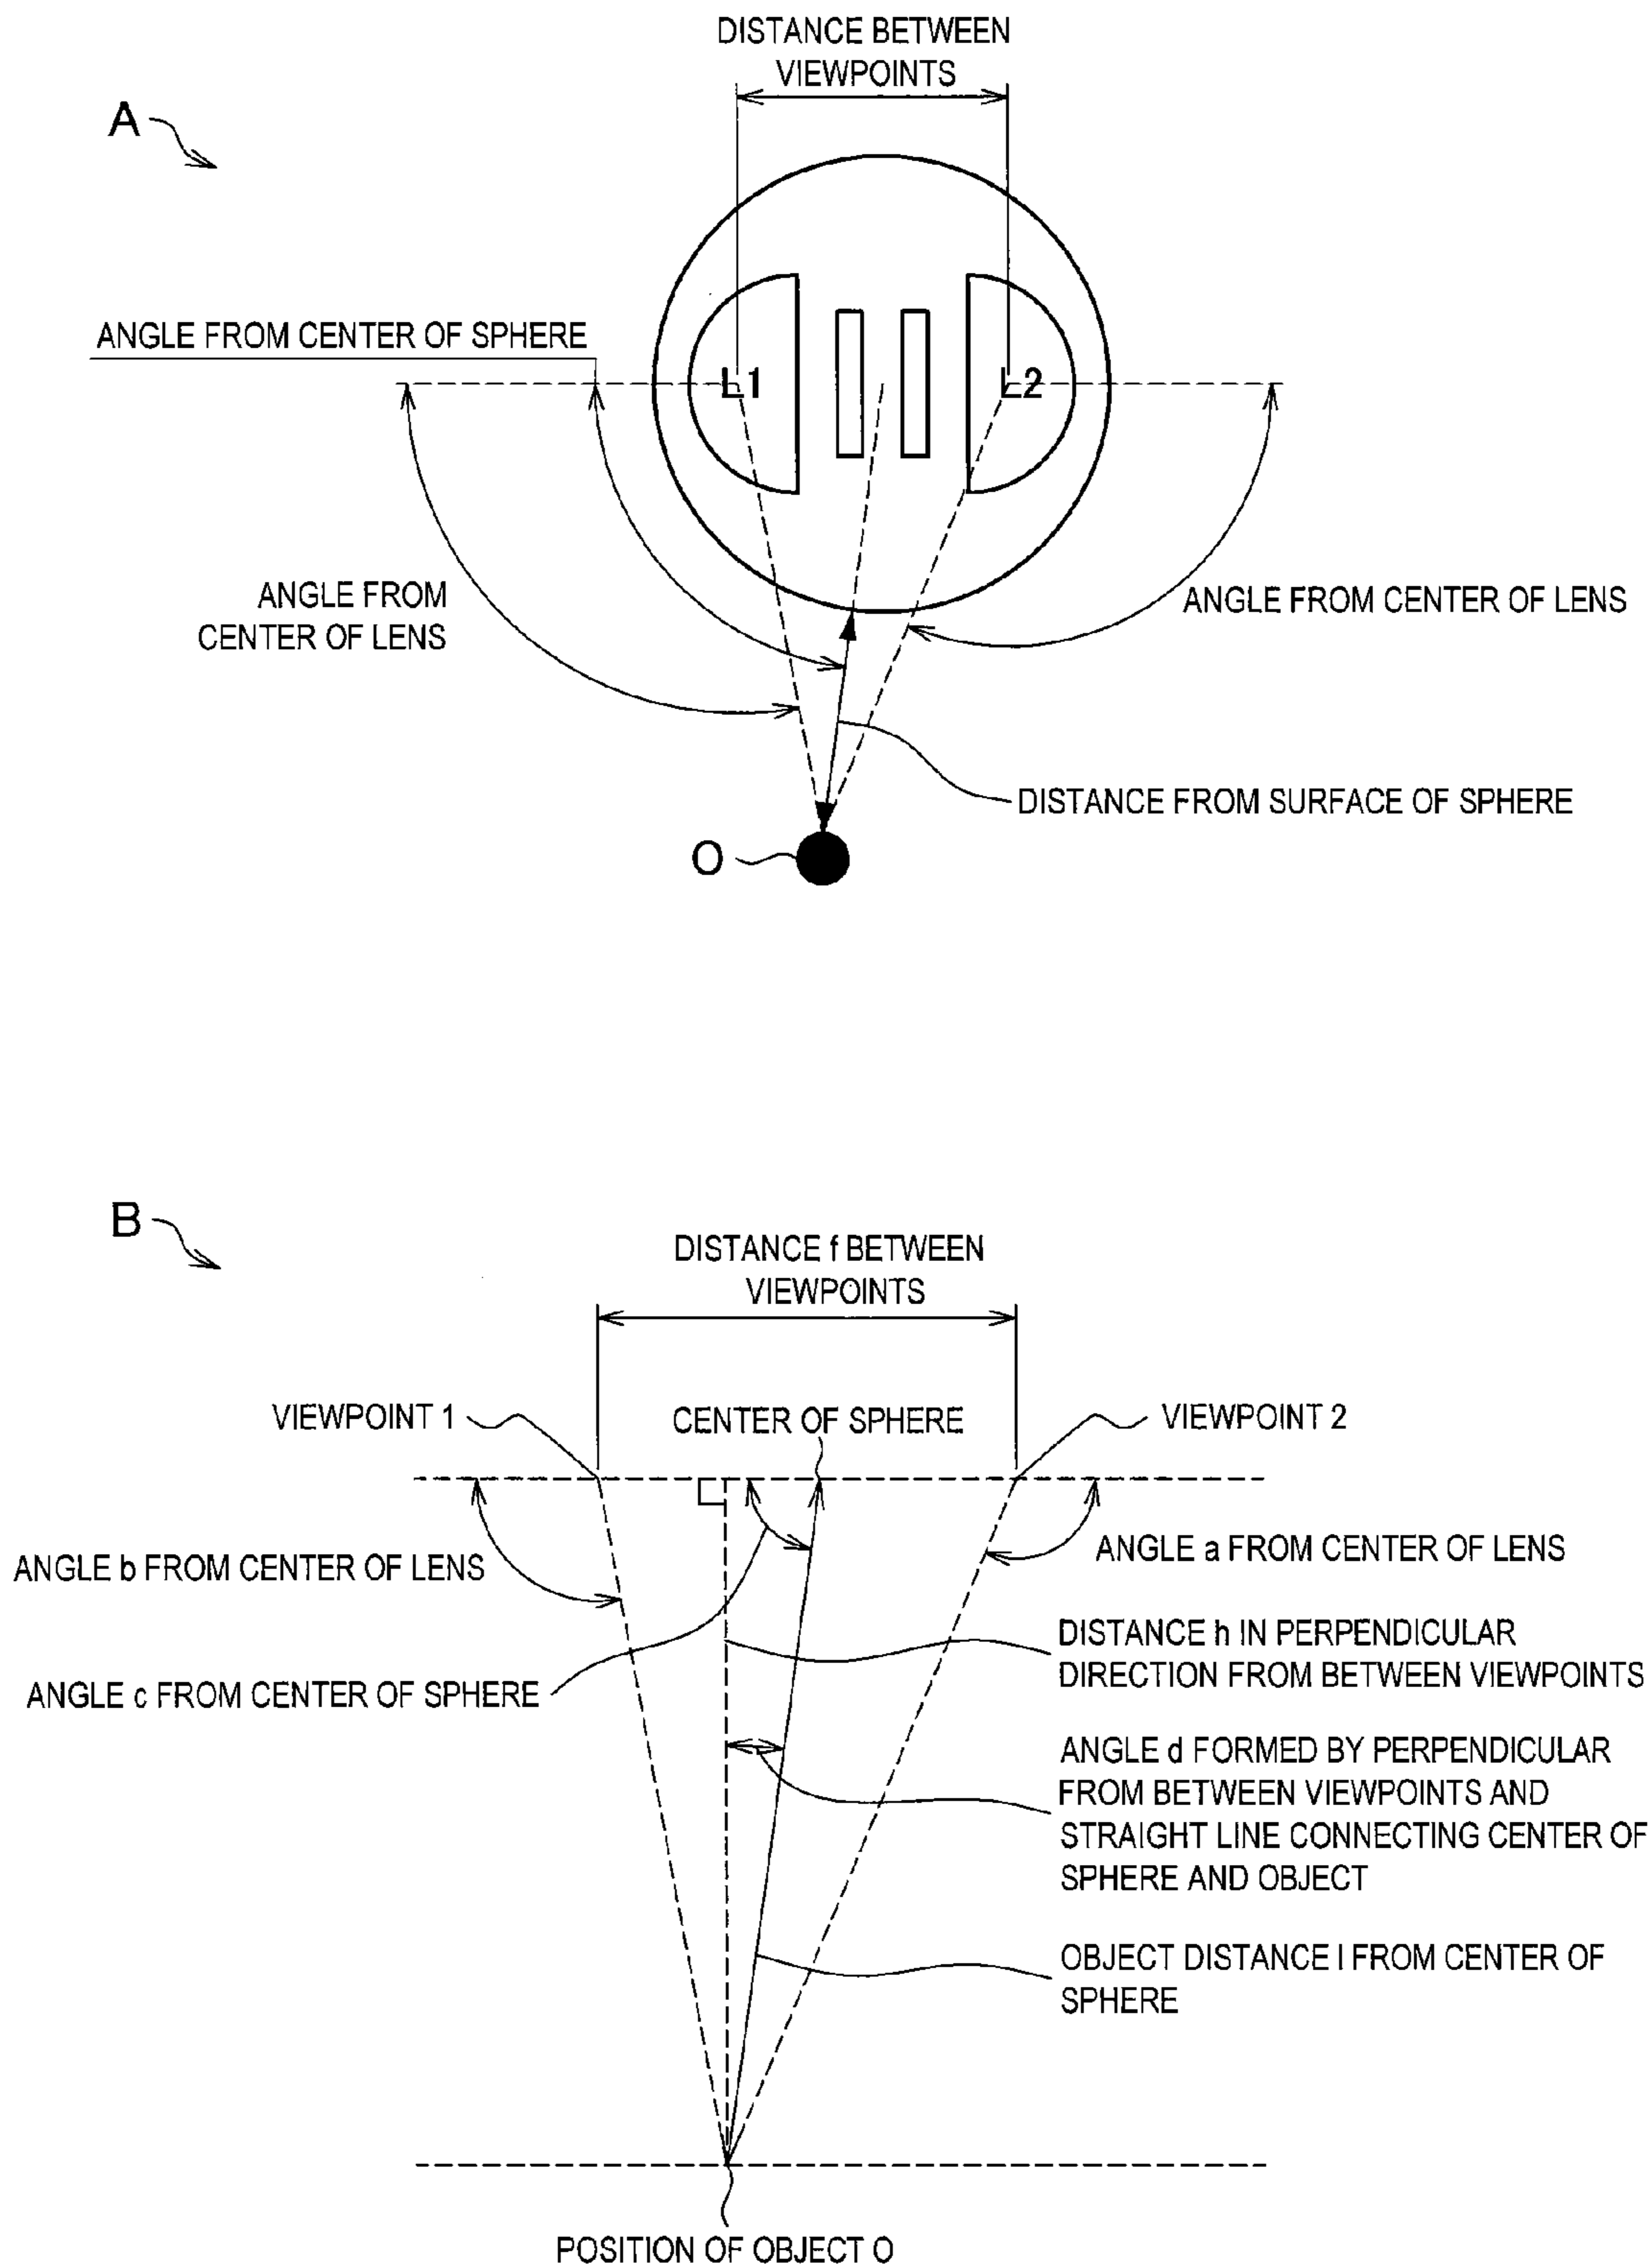 DISTANCE BETWEEN
VIEWPOINTS
A
ANGLE FROM CENTER OF SPHERE
L1
L2
ANGLE FROM
CENTER OF LENS
ANGLE FROM CENTER OF LENS
DISTANCE FROM SURFACE OF SPHERE
O
B
DISTANCE f BETWEEN
VIEWPOINTS
VIEWPOINT 1
CENTER OF SPHERE
VIEWPOINT 2
ANGLE b FROM CENTER OF LENS
ANGLE a FROM CENTER OF LENS
DISTANCE h IN PERPENDICULAR
DIRECTION FROM BETWEEN VIEWPOINTS
ANGLE c FROM CENTER OF SPHERE
ANGLE d FORMED BY PERPENDICULAR
FROM BETWEEN VIEWPOINTS AND
STRAIGHT LINE CONNECTING CENTER OF
SPHERE AND OBJECT
OBJECT DISTANCE l FROM CENTER OF
SPHERE
POSITION OF OBJECT O